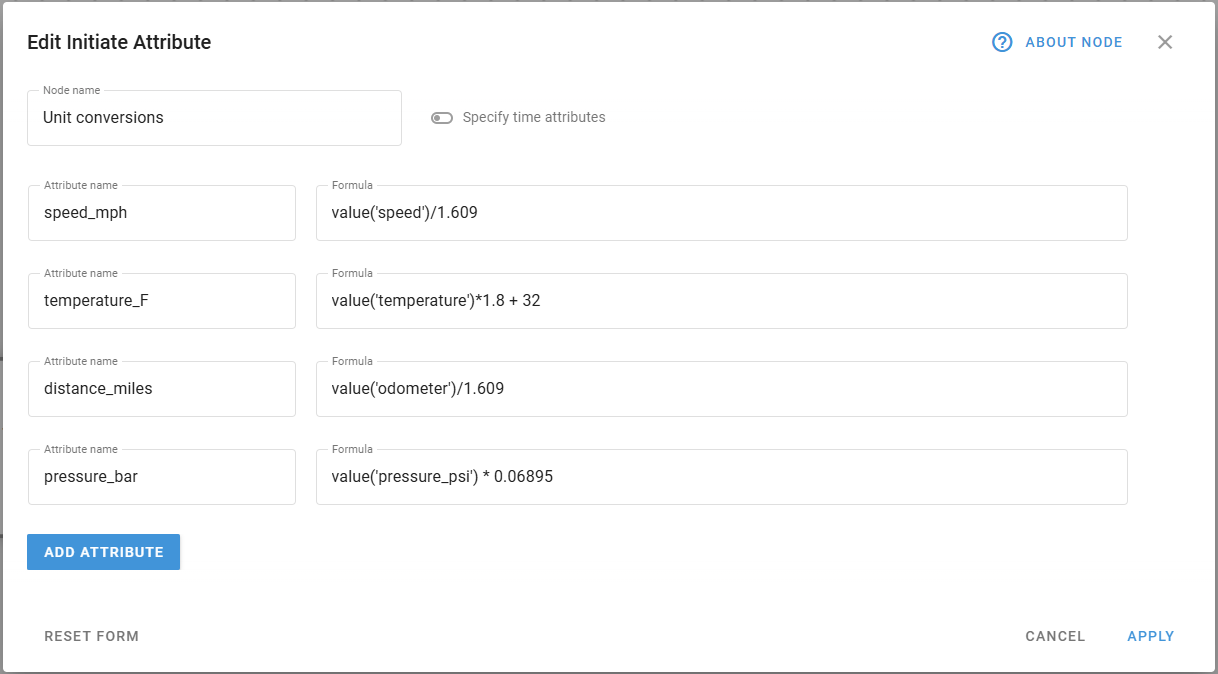 Edit Initiate Attribute
ABOUT NODE
Node name
Unit conversions
Specify time attributes
Attribute name
Formula
speed_mph
value('speed')/1.609
Attribute name
Formula
temperature_F
value('temperature')*1.8 + 32
Attribute name
Formula
distance_miles
value('odometer')/1.609
Attribute name
Formula
pressure_bar
value('pressure_psi') * 0.06895
ADD ATTRIBUTE
RESET FORM
CANCEL
APPLY